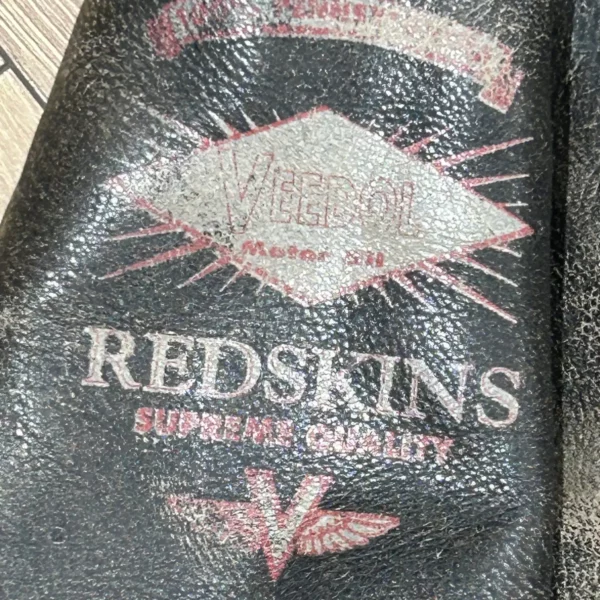 VEEDOL
Motor oil
REDSKINS
SUPREME QUALITY
V